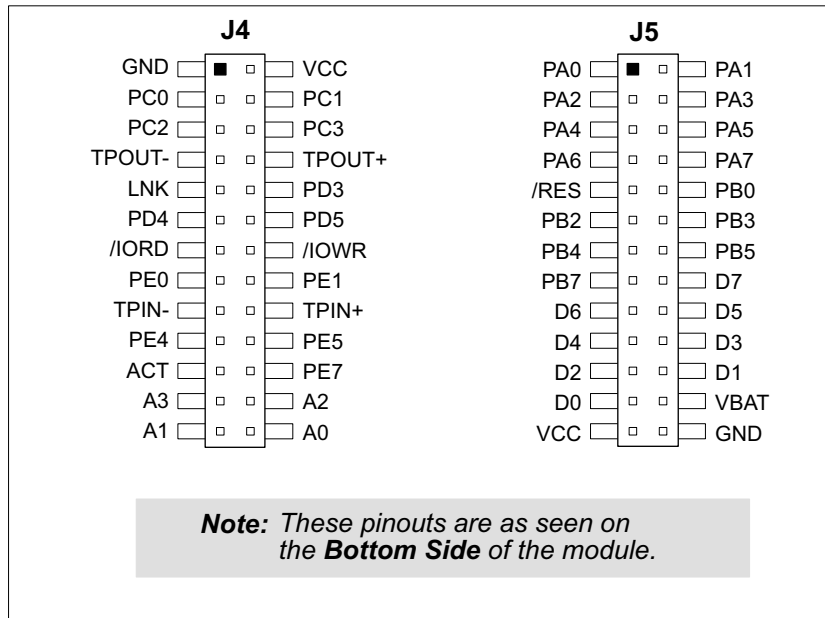 J4 J5
GND VCC PA0 PA1
PC0 PC1 PA2 PA3
PC2 PC3 PA4 PA5
TPOUT- TPOUT+ PA6 PA7
LNK PD3 /RES PB0
PD4 PD5 PB2 PB3
/IORD /IOWR PB4 PB5
PE0 PE1 PB7 D7
TPIN- TPIN+ D6 D5
PE4 PE5 D4 D3
ACT PE7 D2 D1
A3 A2 D0 VBAT
A1 A0 VCC GND
Note: These pinouts are as seen on
the Bottom Side of the module.